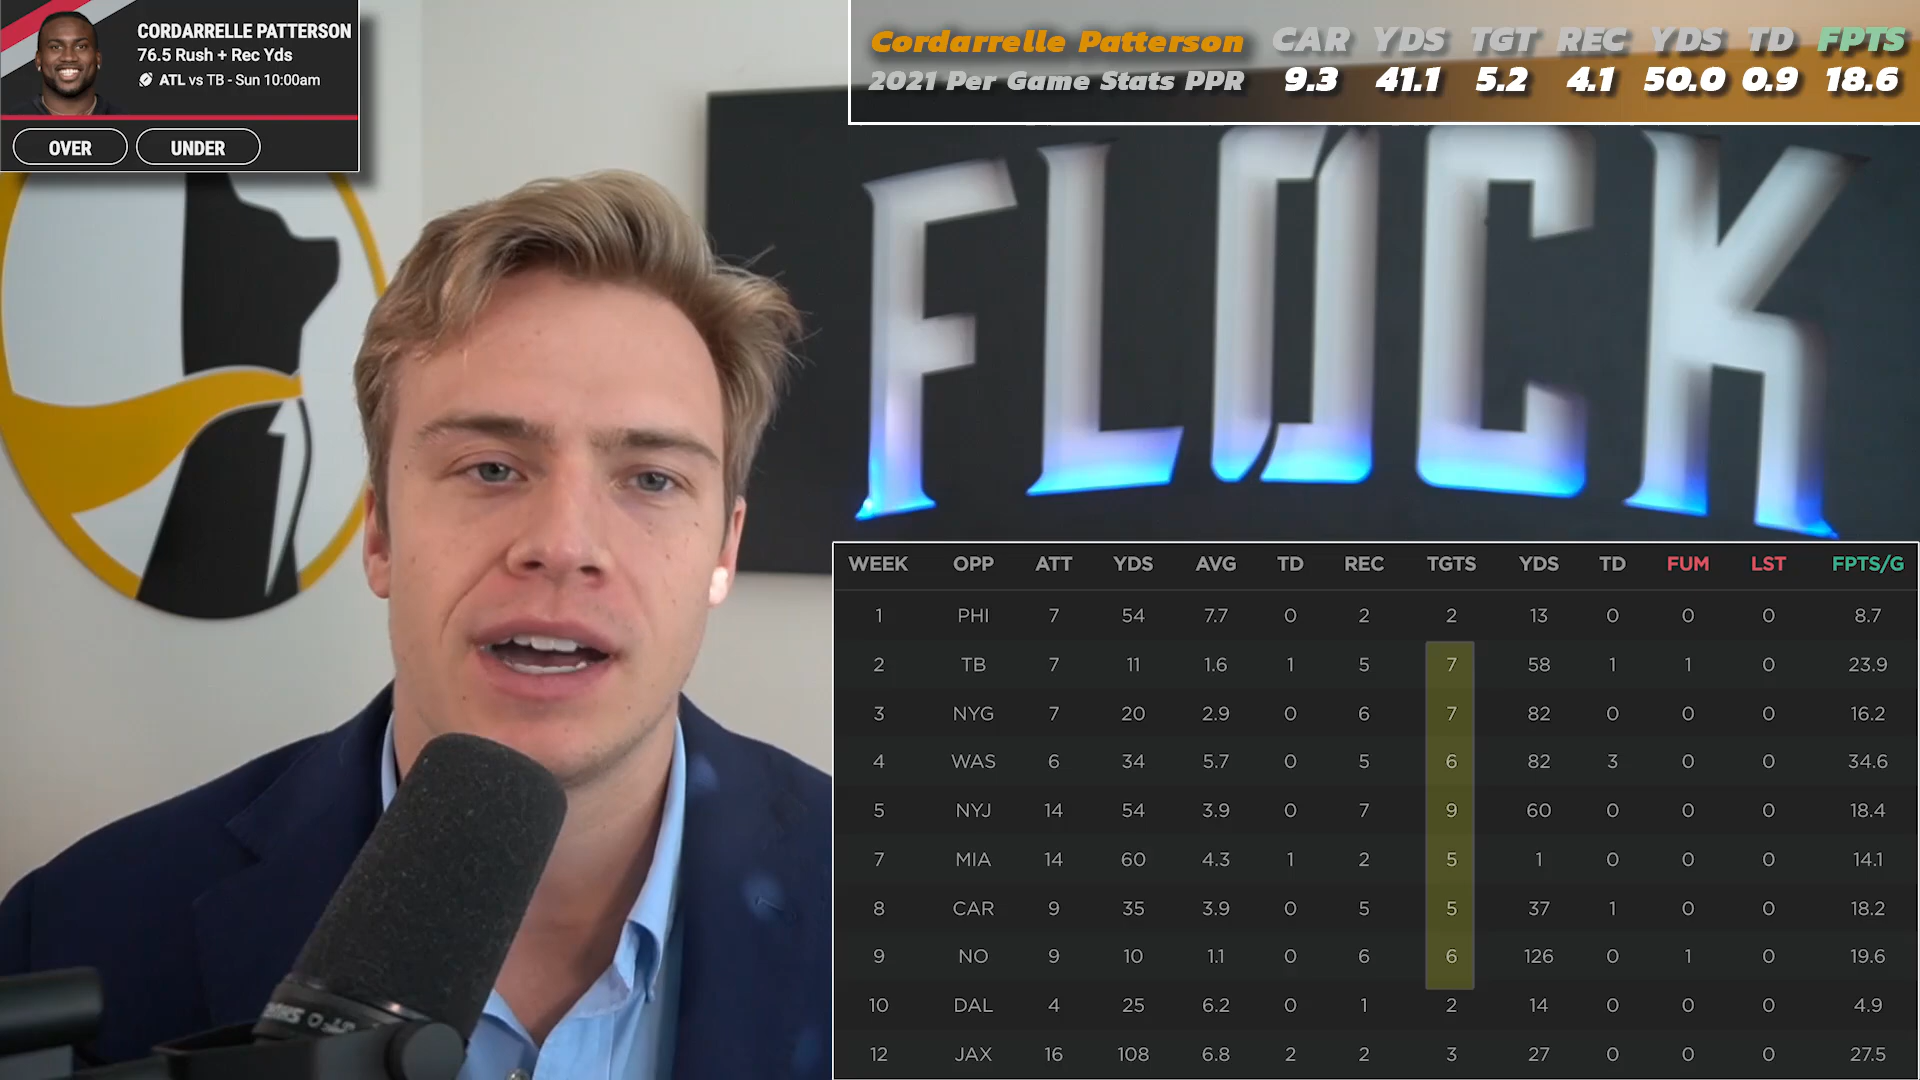 CORDARRELLE PATTERSON
76.5 Rush + Rec Yds
ATL vs TB - Sun 10:00am
OVER UNDER
Cordarrelle Patterson CAR YDS TGT REC YDS TD FPTS
2021 Per Game Stats PPR 9.3 41.1 5.2 4.1 50.0 0.9 18.6
FLOCK
WEEK OPP ATT YDS AVG TD REC TGTS YDS TD FUM LST FPTS/G
1 PHI 7 54 7.7 0 2 2 13 0 0 0 8.7
2 TB 7 11 1.6 1 5 7 58 1 1 0 23.9
3 NYG 7 20 2.9 0 6 7 82 0 0 0 16.2
4 WAS 6 34 5.7 0 5 6 82 3 0 0 34.6
5 NYJ 14 54 3.9 0 7 9 60 0 0 0 18.4
7 MIA 14 60 4.3 1 2 5 1 0 0 0 14.1
8 CAR 9 35 3.9 0 5 5 37 1 0 0 18.2
9 NO 9 10 1.1 0 6 6 126 0 1 0 19.6
10 DAL 4 25 6.2 0 1 2 14 0 0 0 4.9
12 JAX 16 108 6.8 2 2 3 27 0 0 0 27.5